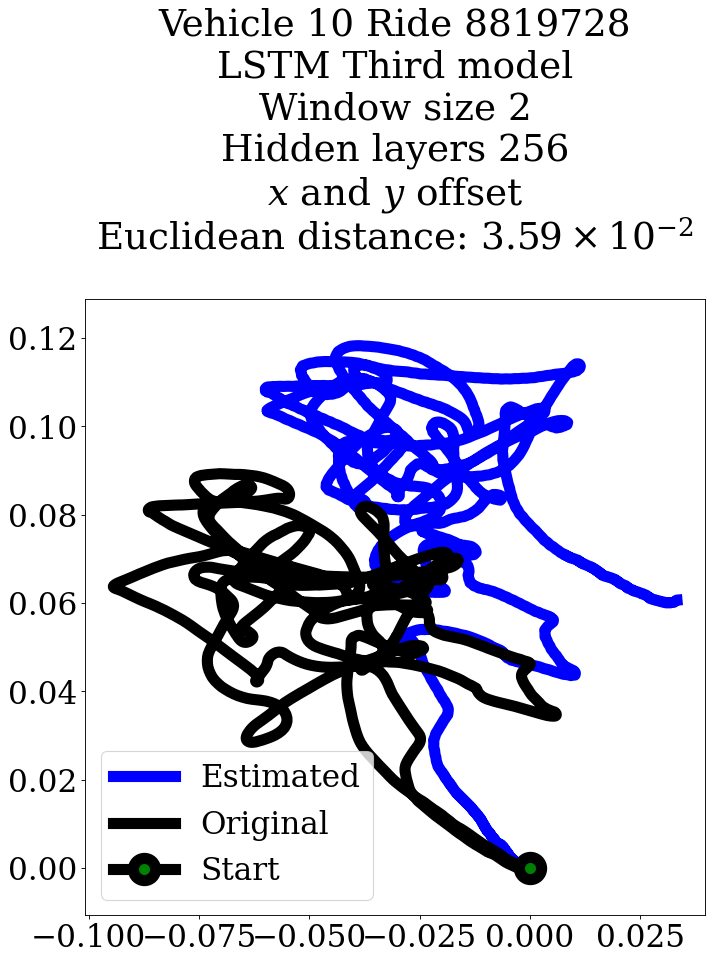 Vehicle 10 Ride 8819728
LSTM Third model
Window size 2
Hidden layers 256
x and y offset
Euclidean distance: 3.59 × 10⁻²
0.12
0.10
0.08
0.06
0.04
0.02
0.00
Estimated
Original
Start
−0.100 −0.075 −0.050 −0.025 0.000 0.025